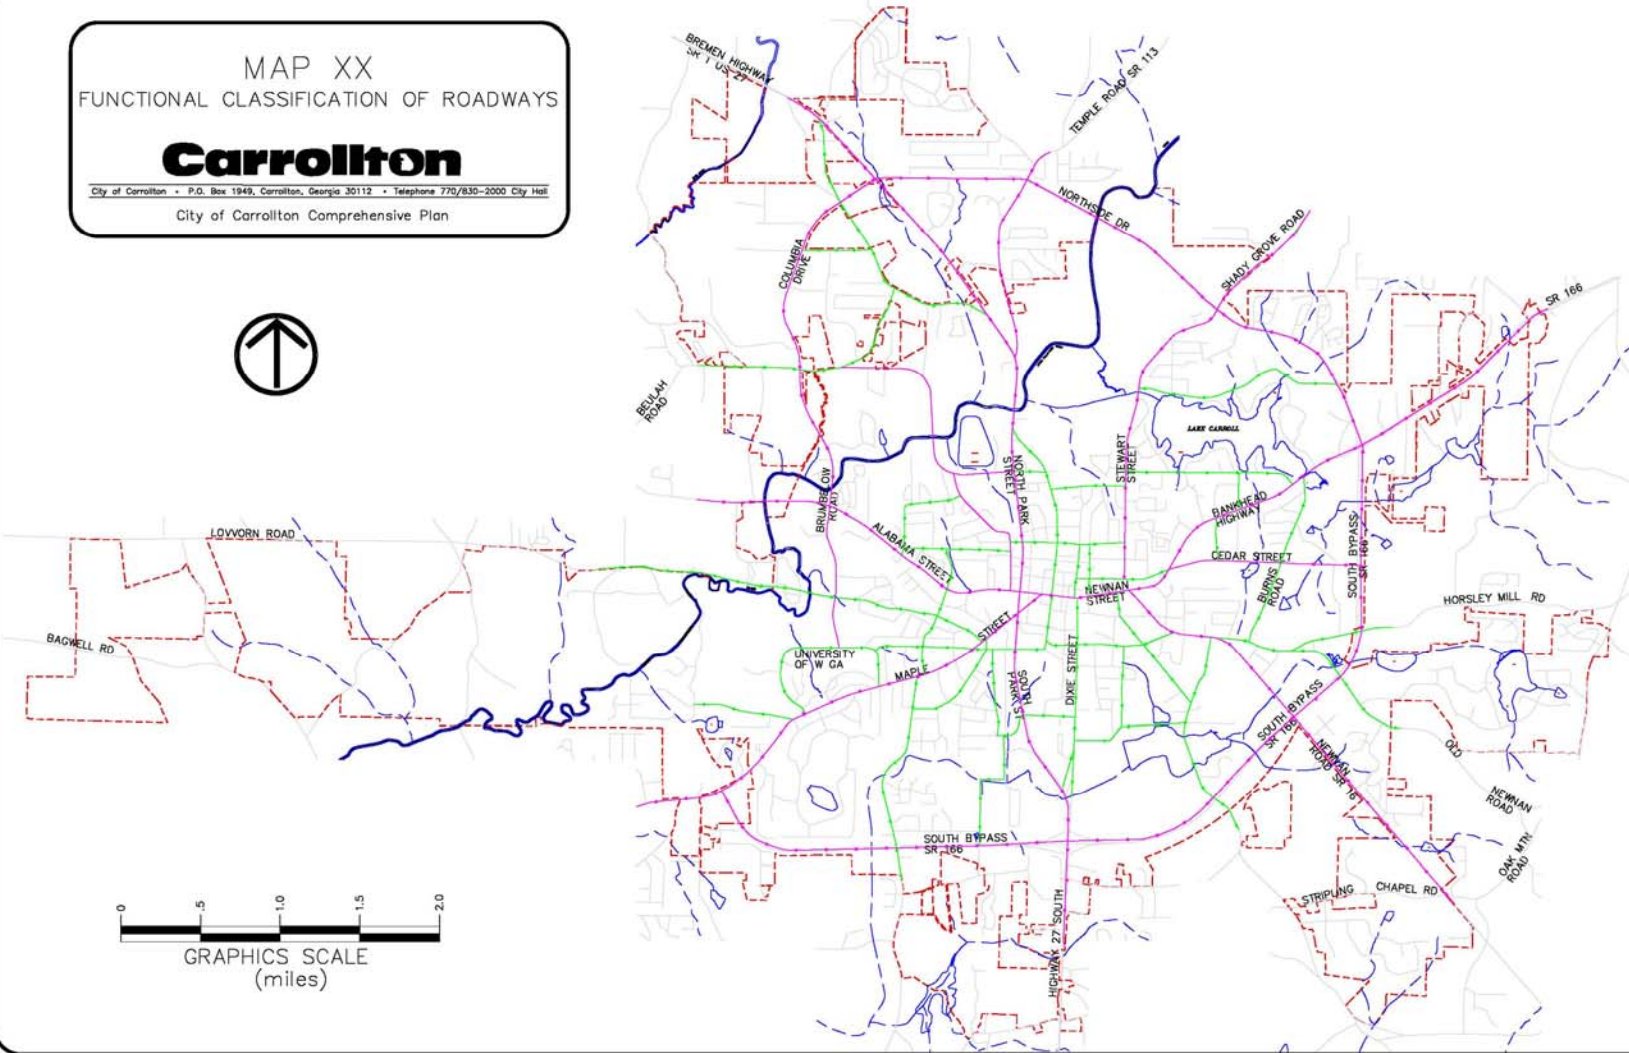 MAP XX
FUNCTIONAL CLASSIFICATION OF ROADWAYS
Carrollton
City of Carrollton • P.O. Box 1949, Carrollton, Georgia 30112 • Telephone 770/830-2000 City Hall
City of Carrollton Comprehensive Plan
BREMEN HIGHWAY
SR 1 US 27
TEMPLE ROAD SR 113
NORTHSIDE DR
SHADY GROVE ROAD
COLUMBIA
DRIVE
SR 166
BEULAH
ROAD
LAKE CARROLL
STEWART
STREET
NORTH PARK
STREET
BRUMBELOW
ROAD
BANKHEAD
HIGHWAY
ALABAMA STREET
LOVVORN ROAD
CEDAR STREET
SOUTH BYPASS
SR 166
BURNS
ROAD
NEWNAN
STREET
HORSLEY MILL RD
BAGWELL RD
UNIVERSITY
OF W GA
MAPLE
STREET
SOUTH
PARK ST
DIXIE STREET
SOUTH BYPASS
SR 166
NEWNAN
ROAD SR 16
OLD
NEWNAN
ROAD
SOUTH BYPASS
SR 166
OAK MTN
ROAD
STRIPLING CHAPEL RD
HIGHWAY 27 SOUTH
0 .5 1.0 1.5 2.0
GRAPHICS SCALE
(miles)